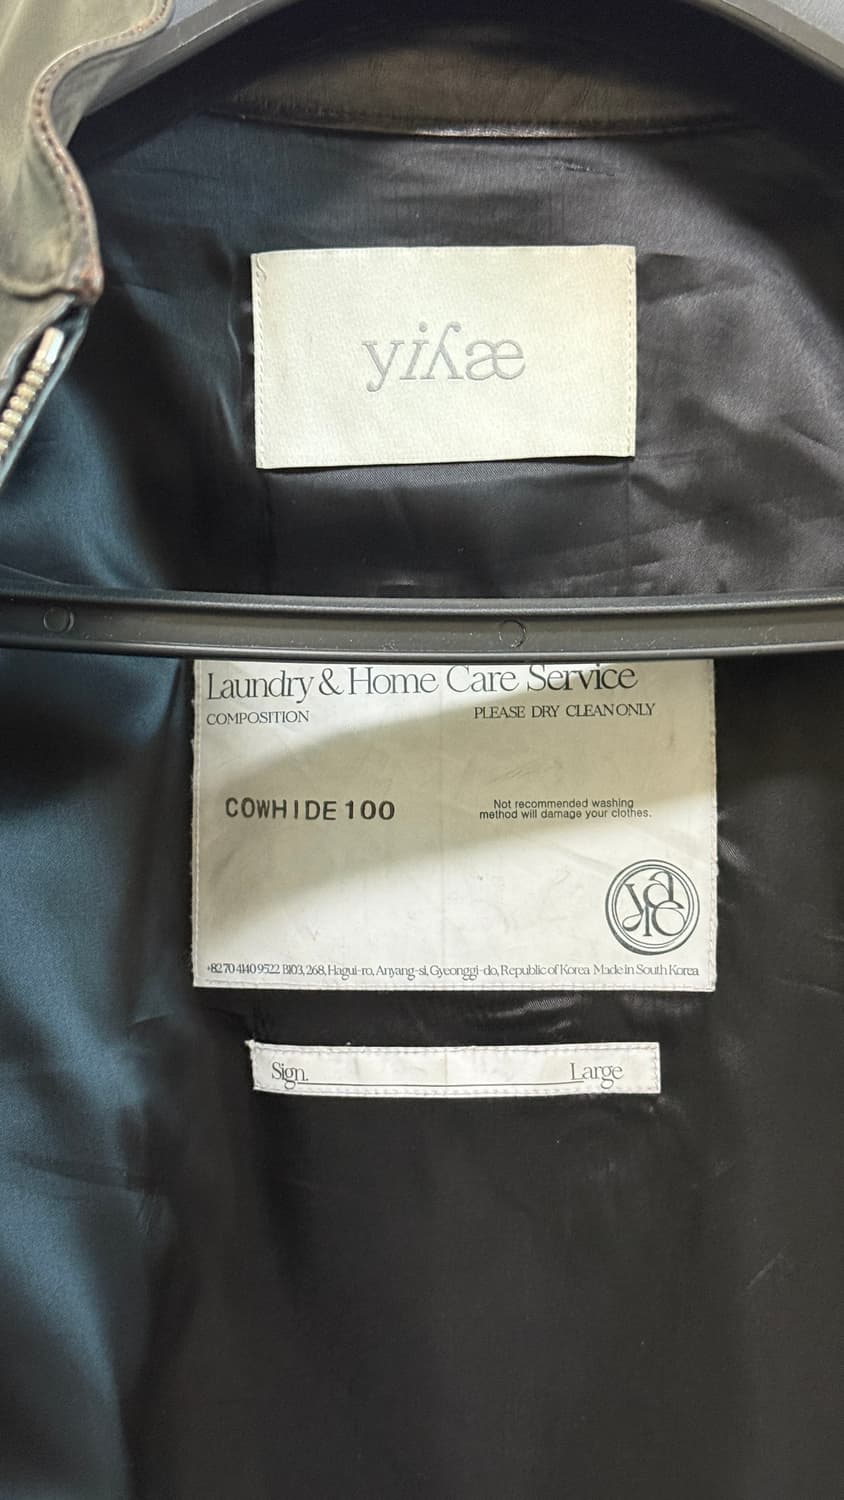 yiʎæ
Laundry & Home Care Service
COMPOSITION
PLEASE DRY CLEAN ONLY
COWHIDE 100
Not recommended washing
method will damage your clothes.
+82 70 4140 9522 B103, 268, Hagui-ro, Anyang-si, Gyeonggi-do, Republic of Korea Made in South Korea
Sign. Large